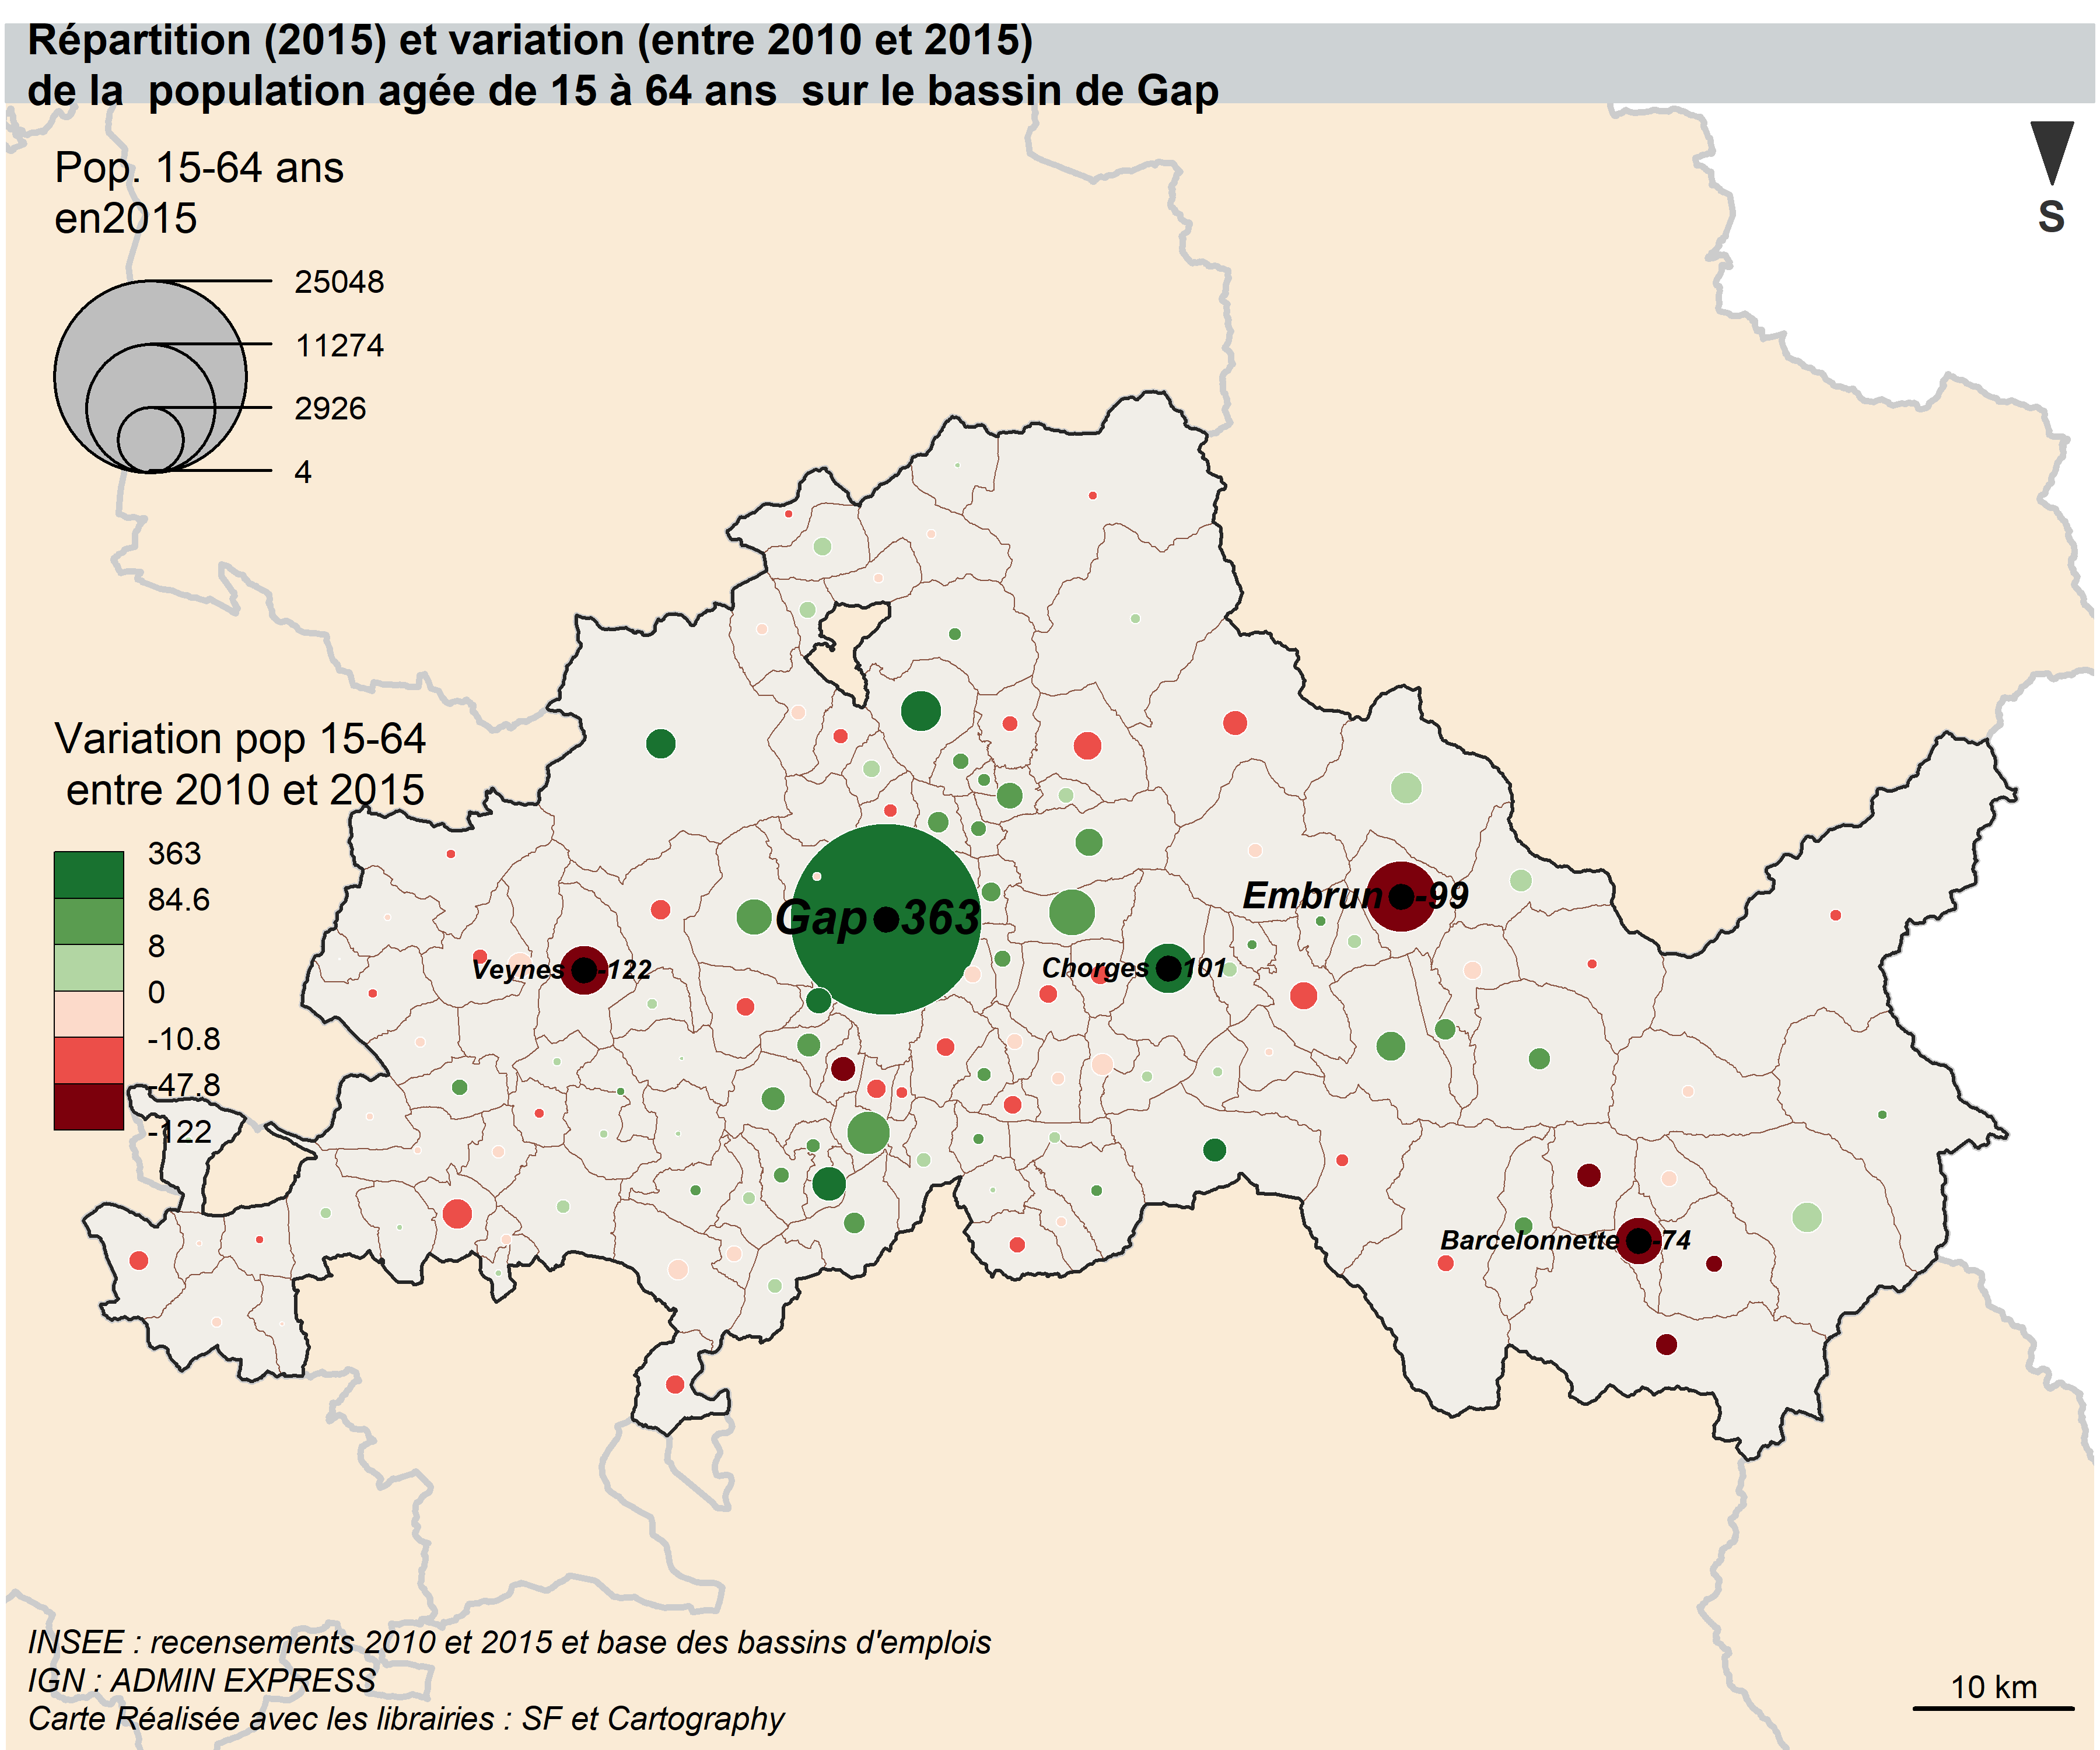 Répartition (2015) et variation (entre 2010 et 2015)
de la  population agée de 15 à 64 ans  sur le bassin de Gap
S
Pop. 15-64 ans
en2015
25048
11274
2926
4
Variation pop 15-64
entre 2010 et 2015
363
84.6
8
0
-10.8
-47.8
-122
Gap 363
Embrun -99
Veynes -122
Chorges 101
Barcelonnette -74
INSEE : recensements 2010 et 2015 et base des bassins d'emplois
IGN : ADMIN EXPRESS
Carte Réalisée avec les librairies : SF et Cartography
10 km